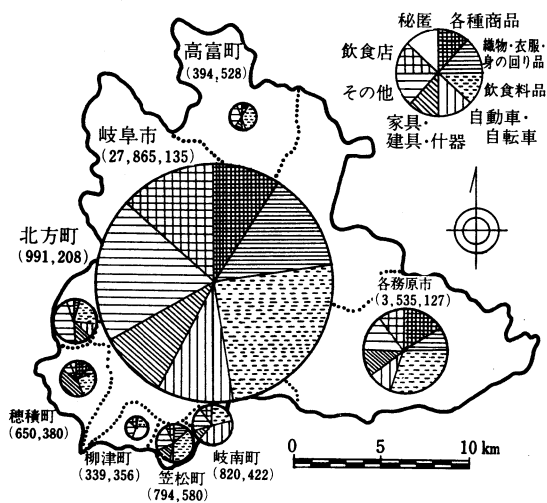 高富町
(394,528)
岐阜市
(27,865,135)
北方町
(991,208)
各務原市
(3,535,127)
穂積町
(650,380)
柳津町
(339,356)
笠松町
(794,580)
岐南町
(820,422)
秘匿
各種商品
織物・衣服・
身の回り品
飲食料品
自動車・
自転車
家具・
建具・什器
その他
飲食店
0 5 10 km